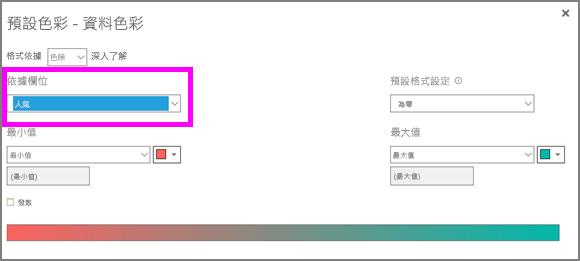 預設色彩 - 資料色彩
格式依據 色階 深入了解
依據欄位
預設格式設定
人氣
為零
最小值
最大值
最小值
最大值
(最小值)
(最大值)
發散